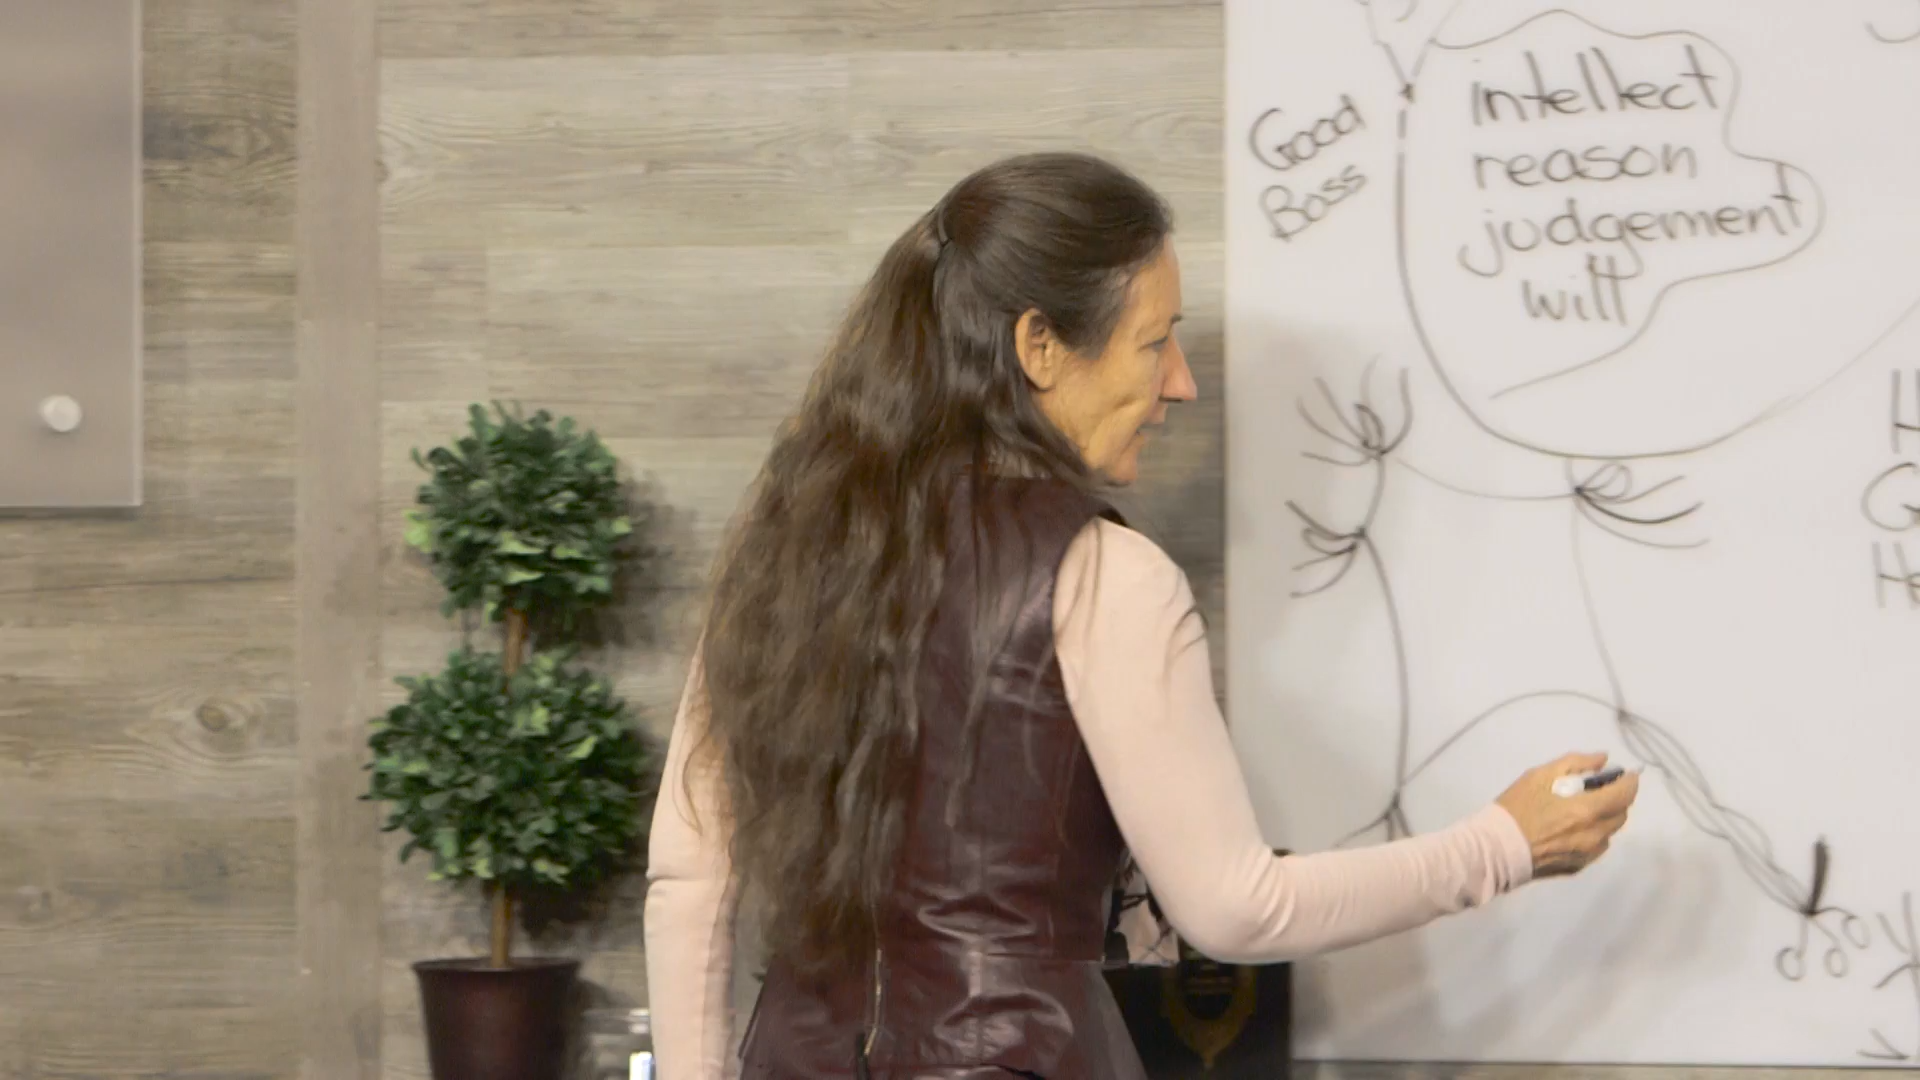 Good
Boss
intellect
reason
judgement
will